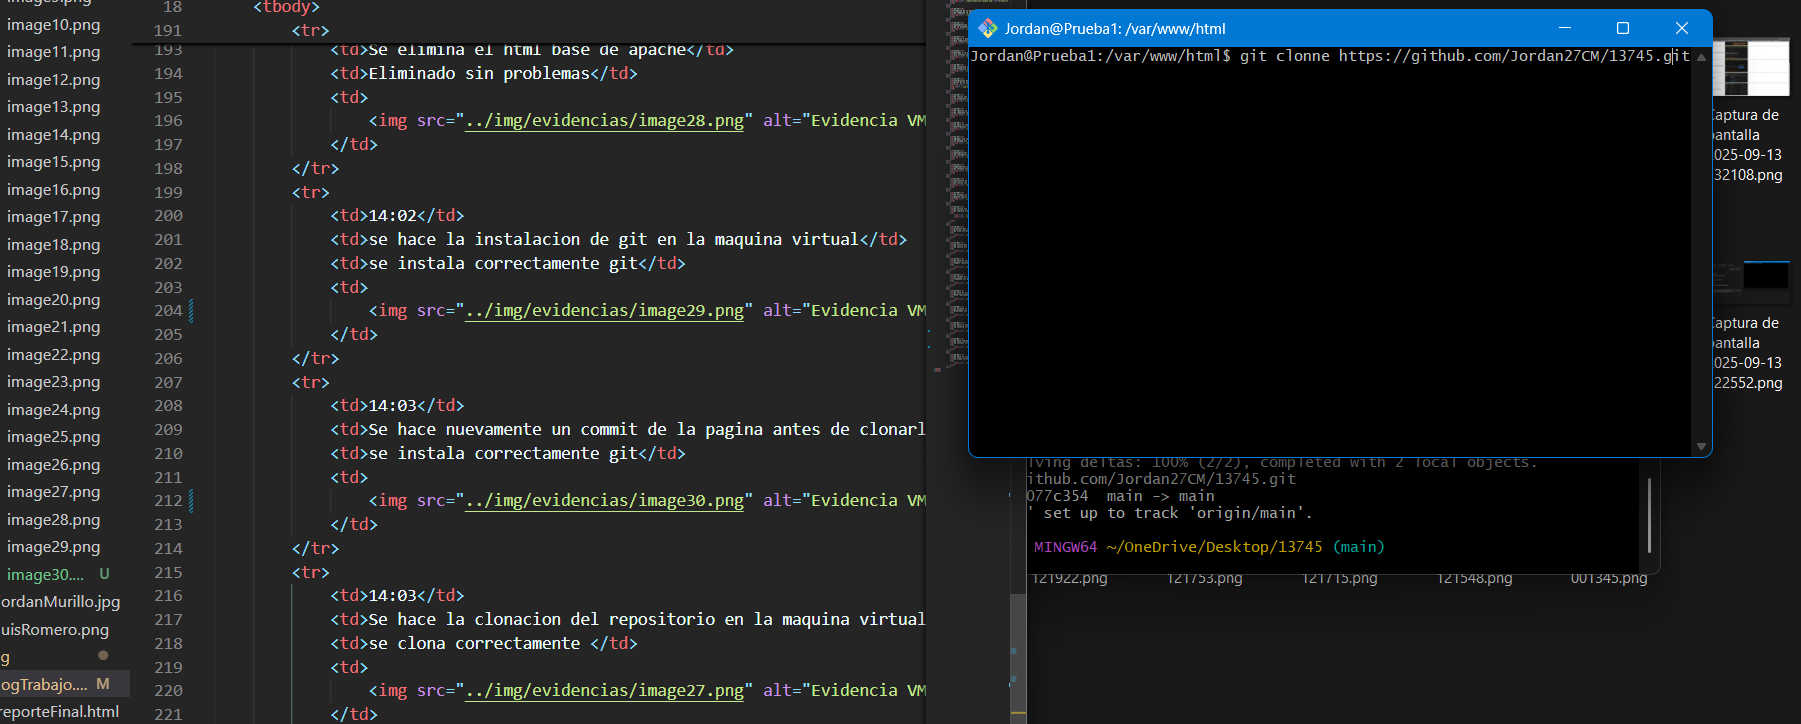 image10.png
image11.png
image12.png
image13.png
image14.png
image15.png
image16.png
image17.png
image18.png
image19.png
image20.png
image21.png
image22.png
image23.png
image24.png
image25.png
image26.png
image27.png
image28.png
image29.png
image30.... U
ordanMurillo.jpg
uisRomero.png
g
ogTrabajo.... M
reporteFinal.html
18 <tbody>
191 <tr>
193 <td>Se elimina el html base de apache</td>
194 <td>Eliminado sin problemas</td>
195 <td>
196 <img src="../img/evidencias/image28.png" alt="Evidencia VM
197 </td>
198 </tr>
199 <tr>
200 <td>14:02</td>
201 <td>se hace la instalacion de git en la maquina virtual</td>
202 <td>se instala correctamente git</td>
203 <td>
204 <img src="../img/evidencias/image29.png" alt="Evidencia VM
205 </td>
206 </tr>
207 <tr>
208 <td>14:03</td>
209 <td>Se hace nuevamente un commit de la pagina antes de clonarl
210 <td>se instala correctamente git</td>
211 <td>
212 <img src="../img/evidencias/image30.png" alt="Evidencia VM
213 </td>
214 </tr>
215 <tr>
216 <td>14:03</td>
217 <td>Se hace la clonacion del repositorio en la maquina virtual
218 <td>se clona correctamente </td>
219 <td>
220 <img src="../img/evidencias/image27.png" alt="Evidencia VM
221 </td>
Jordan@Prueba1: /var/www/html
Jordan@Prueba1:/var/www/html$ git clonne https://github.com/Jordan27CM/13745.git
lving deltas: 100% (2/2), completed with 2 local objects.
ithub.com/Jordan27CM/13745.git
077c354 main -> main
' set up to track 'origin/main'.
MINGW64 ~/OneDrive/Desktop/13745 (main)
121922.png 121753.png 121715.png 121548.png 001345.png
Captura de
pantalla
025-09-13
32108.png
Captura de
pantalla
025-09-13
22552.png